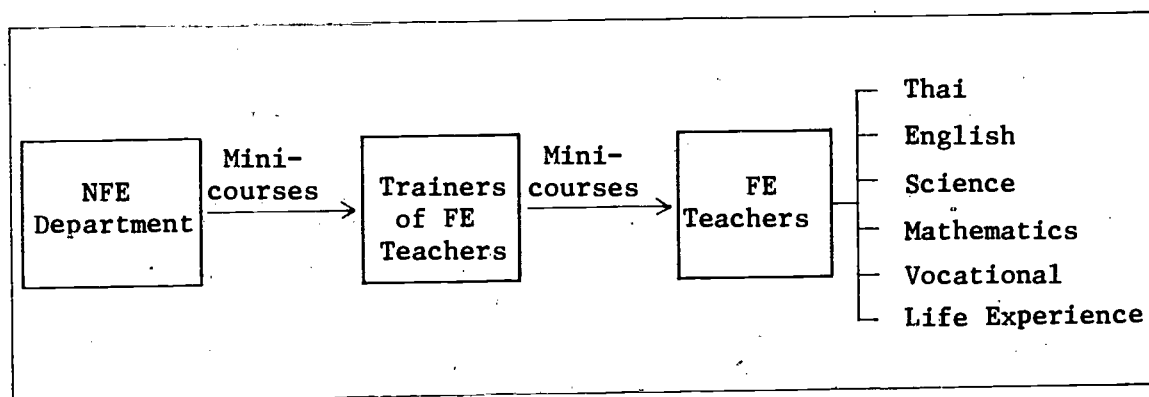 NFE
Department
Mini-
courses
Trainers
of FE
Teachers
Mini-
courses
FE
Teachers
Thai
English
Science
Mathematics
Vocational
Life Experience